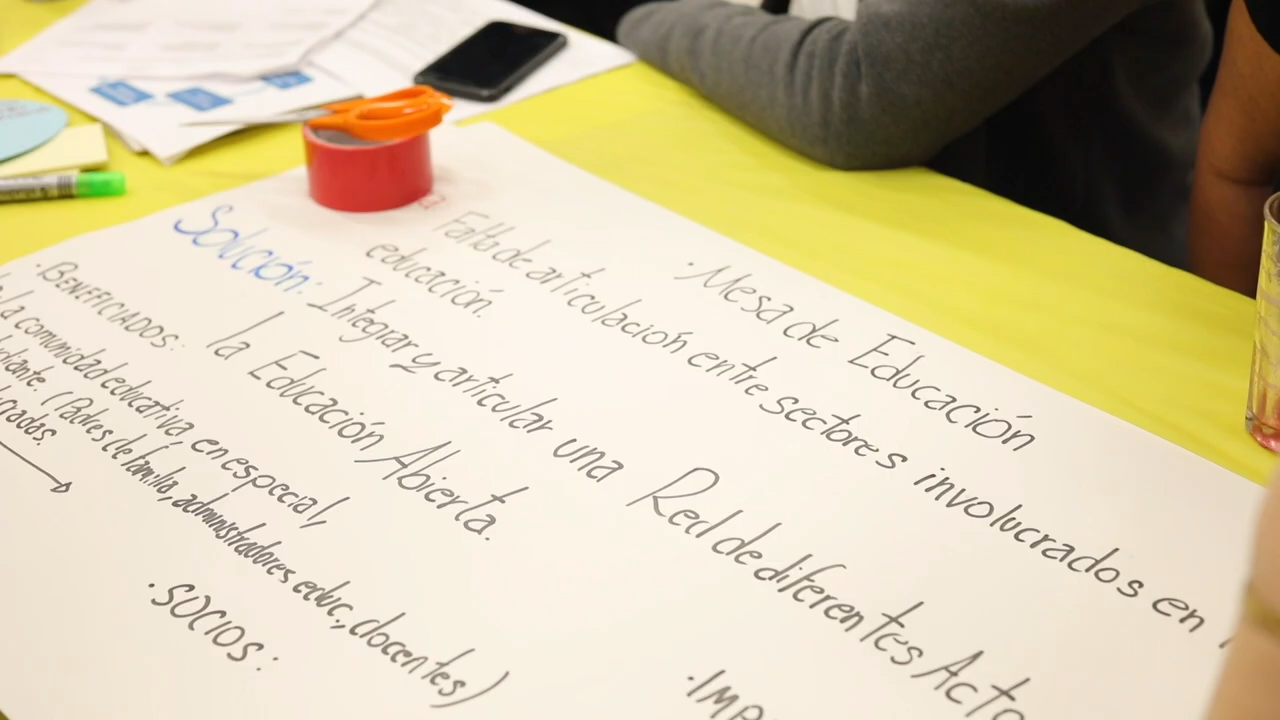 · Mesa de Educación
Falta de articulación entre sectores involucrados en
educación.
Solución: Integrar y articular una Red de diferentes Acto
la Educación Abierta.
· BENEFICIADOS:
la comunidad educativa en especial,
(Padres de familia, administradores educ., docentes)
· SOCIOS: